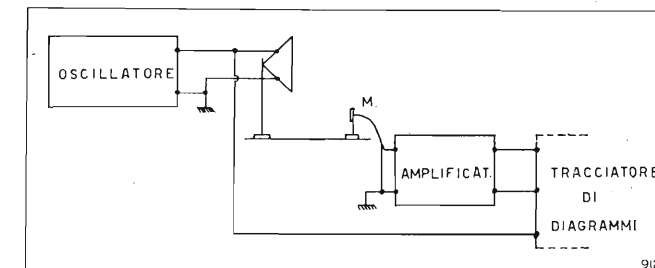 OSCILLATORE
M.
AMPLIFICAT.
TRACCIATORE
DI
DIAGRAMMI